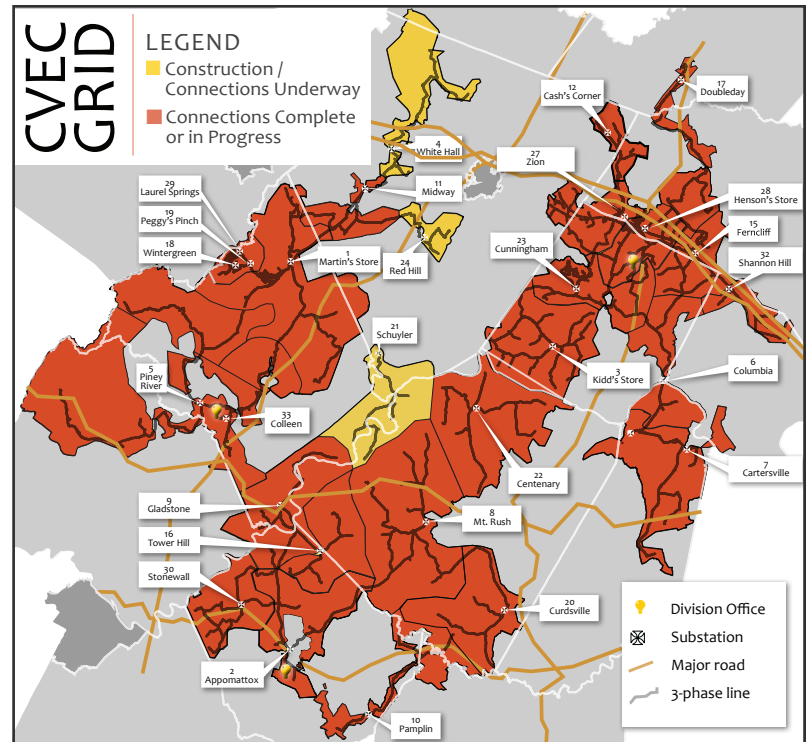 CVEC
GRID
LEGEND
Construction /
Connections Underway
Connections Complete
or in Progress
17
Doubleday
12
Cash's Corner
4
White Hall
27
Zion
29
Laurel Springs
11
Midway
28
Henson's Store
19
Peggy's Pinch
15
Ferncliff
18
Wintergreen
23
Cunningham
1
Martin's Store
24
Red Hill
32
Shannon Hill
21
Schuyler
5
Piney
River
3
Kidd's Store
6
Columbia
33
Colleen
22
Centenary
7
Cartersville
9
Gladstone
8
Mt. Rush
16
Tower Hill
30
Stonewall
20
Curdsville
2
Appomattox
10
Pamplin
Division Office
Substation
Major road
3-phase line